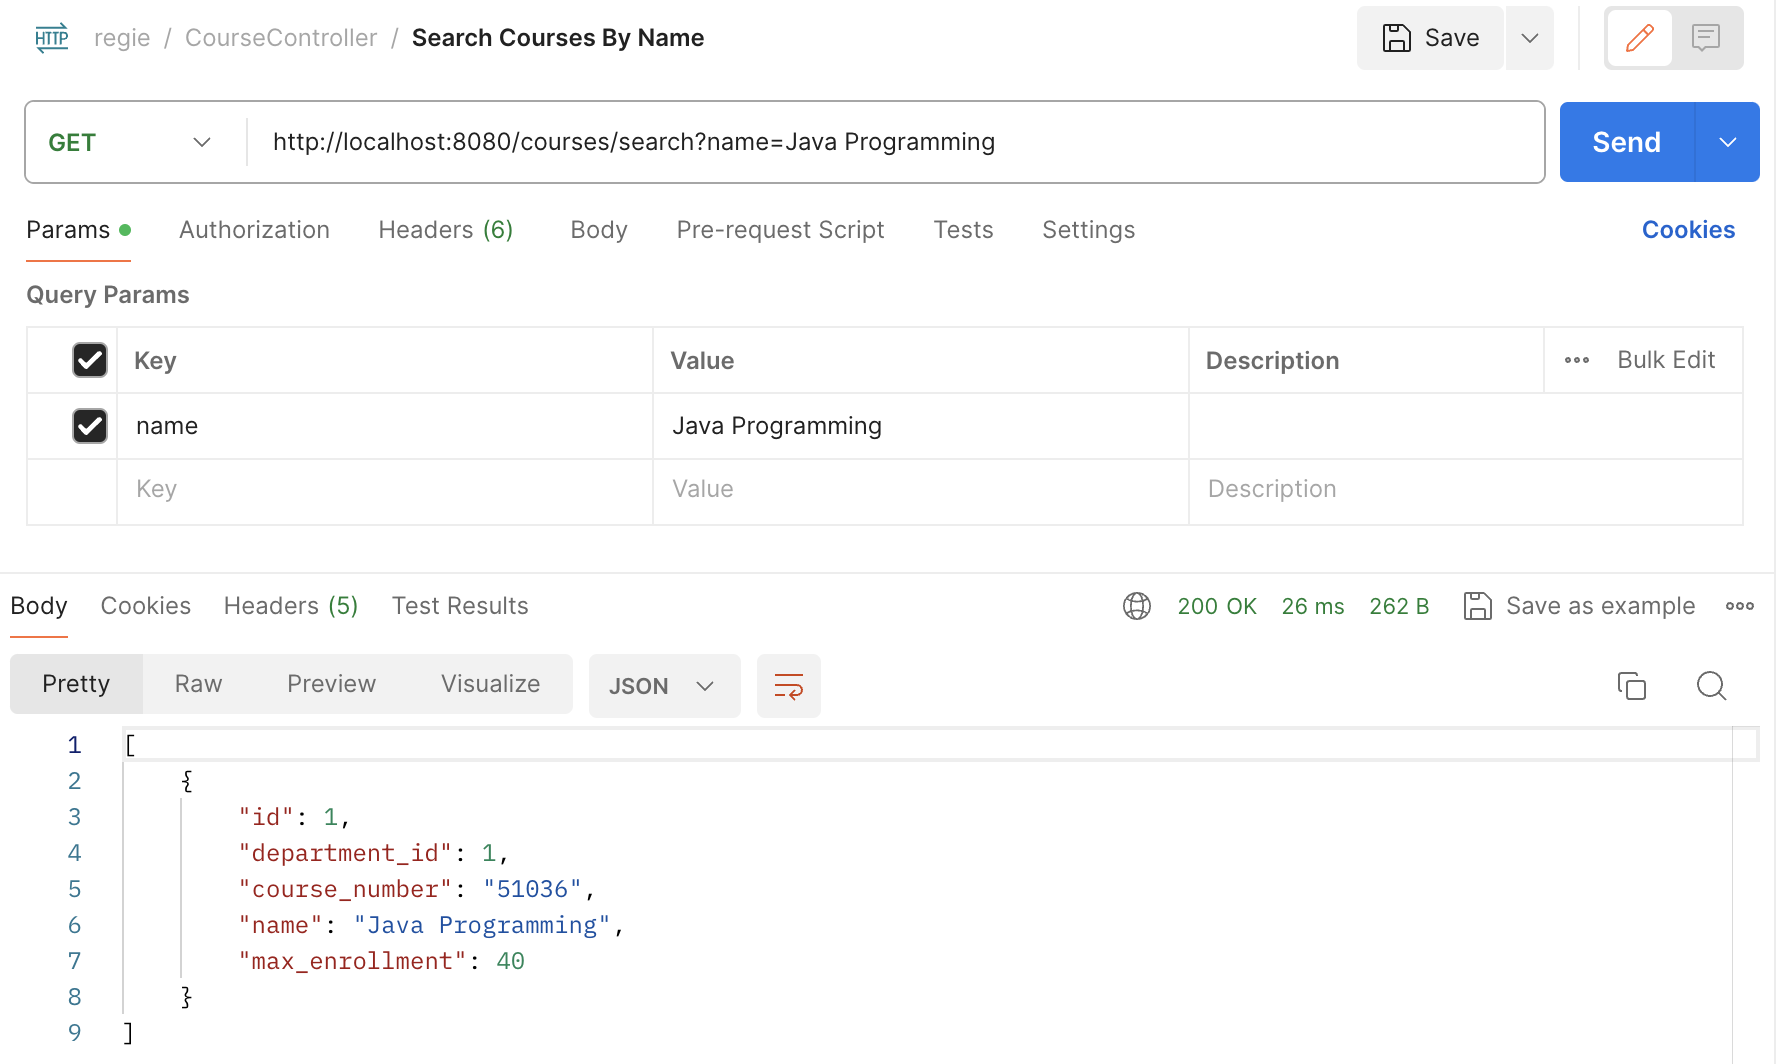 HTTP regie / CourseController / Search Courses By Name Save
GET http://localhost:8080/courses/search?name=Java Programming Send
Params Authorization Headers (6) Body Pre-request Script Tests Settings Cookies
Query Params
Key Value Description Bulk Edit
name Java Programming
Key Value Description
Body Cookies Headers (5) Test Results 200 OK 26 ms 262 B Save as example
Pretty Raw Preview Visualize JSON
1 [
2 {
3 "id": 1,
4 "department_id": 1,
5 "course_number": "51036",
6 "name": "Java Programming",
7 "max_enrollment": 40
8 }
9 ]